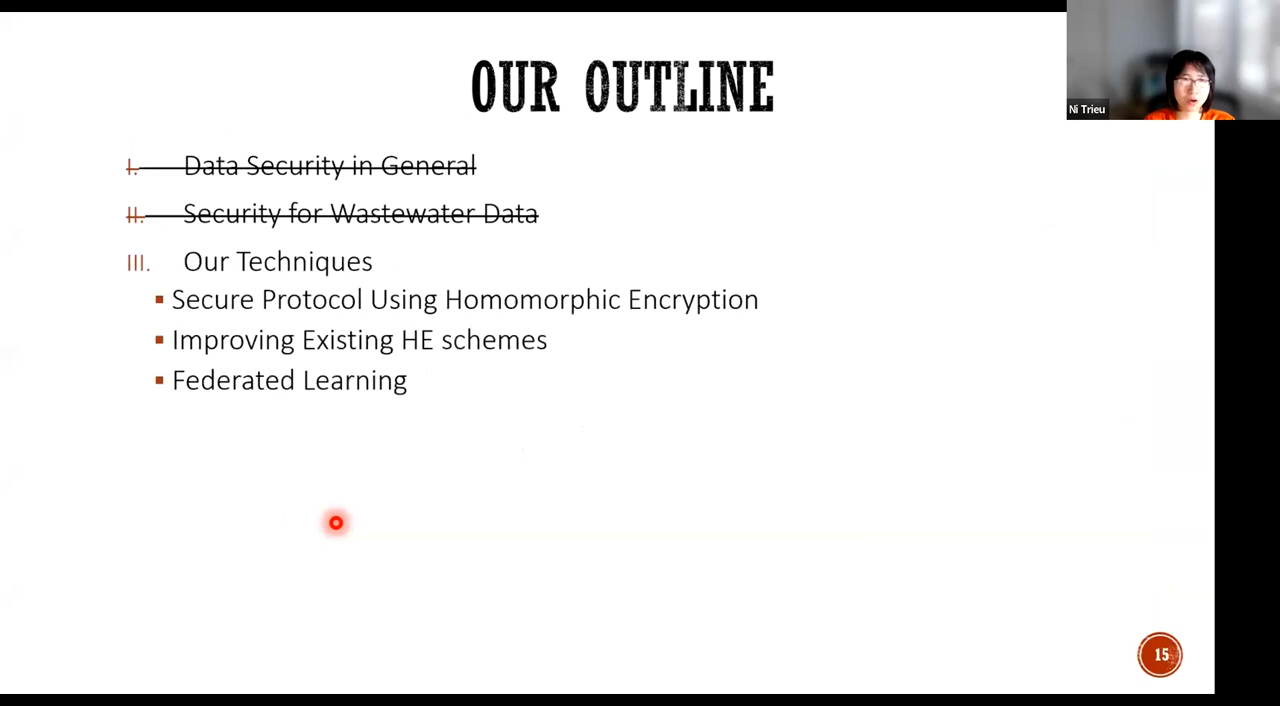 OUR OUTLINE
Ni Trieu
I. Data Security in General
II. Security for Wastewater Data
III. Our Techniques
▪ Secure Protocol Using Homomorphic Encryption
▪ Improving Existing HE schemes
▪ Federated Learning
15